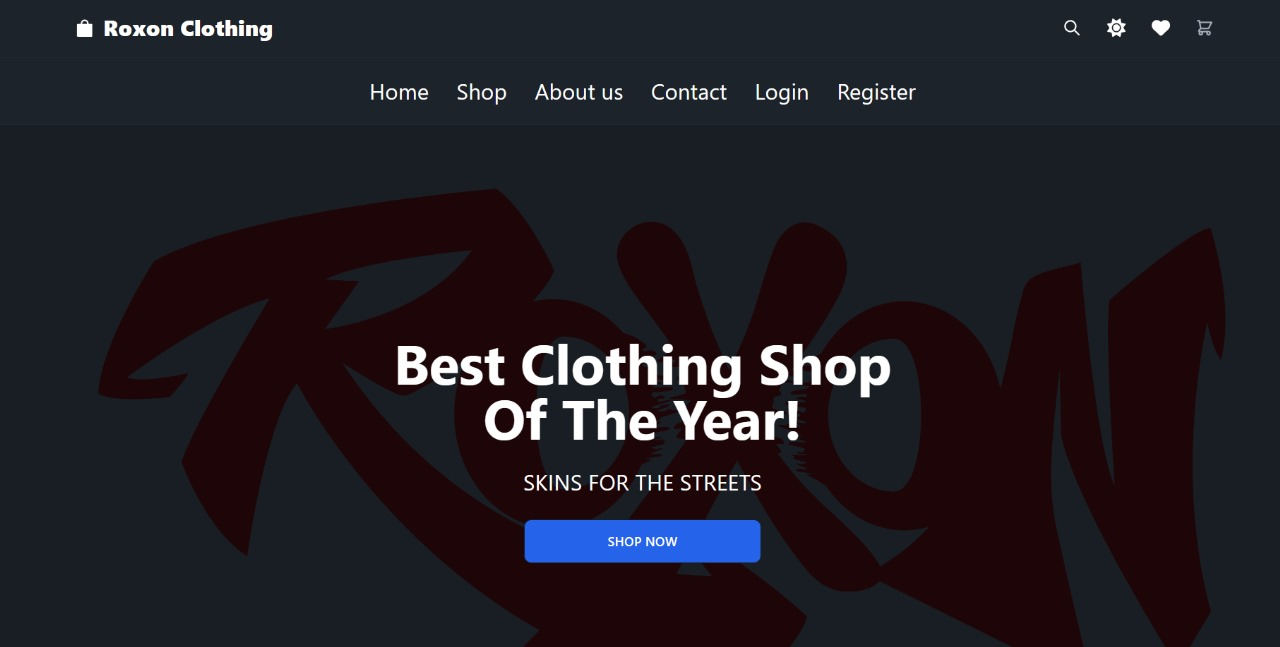 Roxon Clothing
Home Shop About us Contact Login Register
ROXON
Best Clothing Shop
Of The Year!
SKINS FOR THE STREETS
SHOP NOW